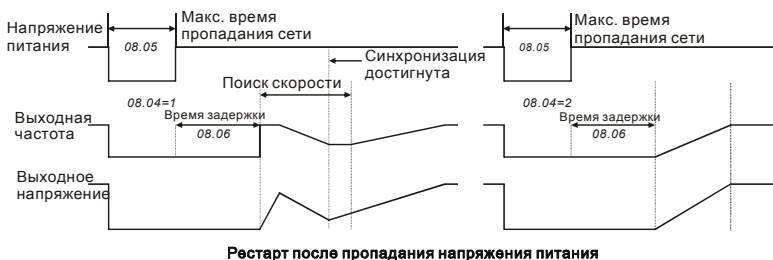 Напряжение
питания
08.05
Макс. время
пропадания сети
Синхронизация
достигнута
Поиск скорости
08.04=1
Время задержки
08.06
Выходная
частота
Выходное
напряжение
08.05
Макс. время
пропадания сети
08.04=2
Время задержки
08.06
Рестарт после пропадания напряжения питания